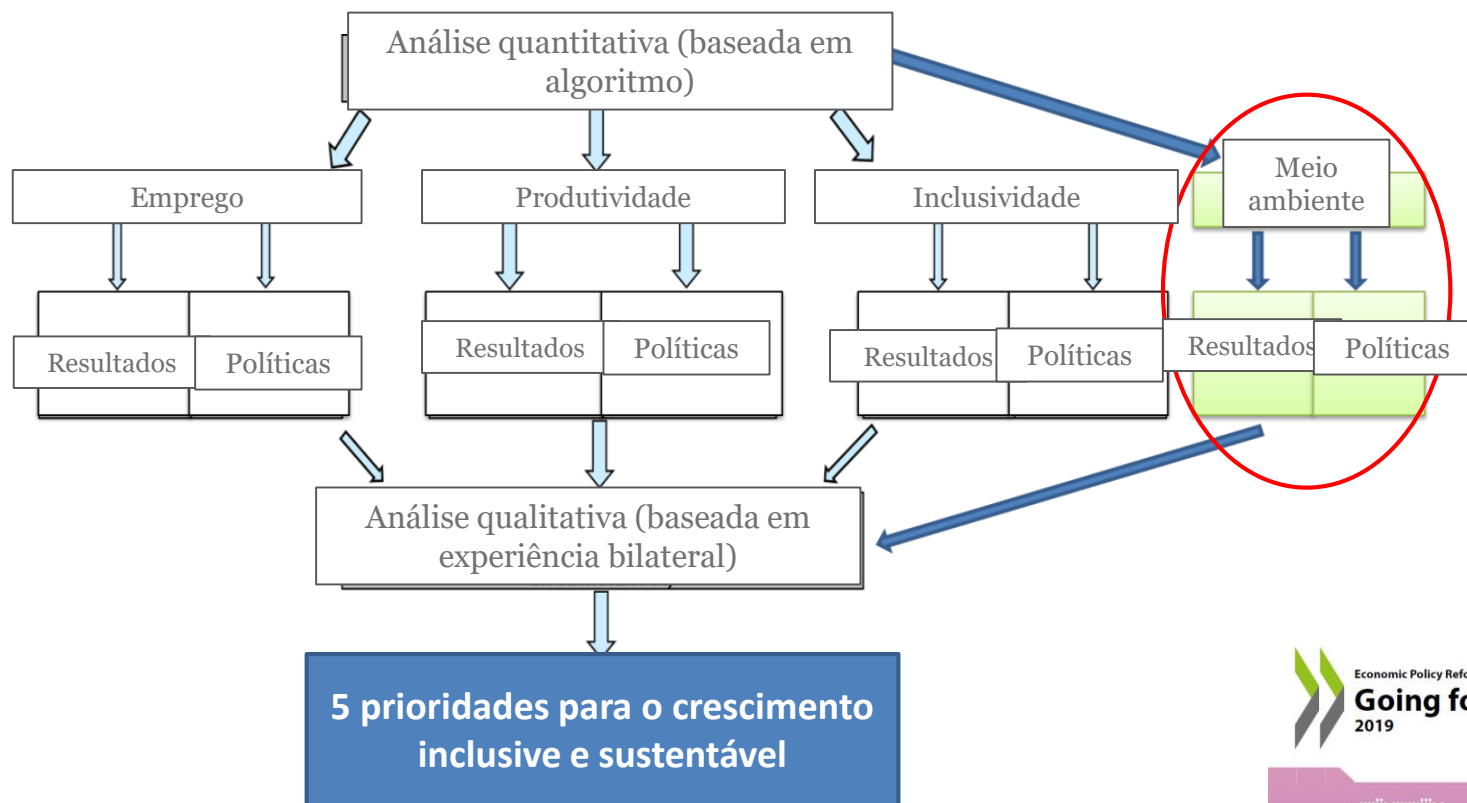 Análise quantitativa (baseada em
algoritmo)
Emprego
Produtividade
Inclusividade
Meio
ambiente
Resultados
Políticas
Resultados
Políticas
Resultados
Políticas
Resultados
Políticas
Análise qualitativa (baseada em
experiência bilateral)
5 prioridades para o crescimento
inclusive e sustentável
Economic Policy Refo
Going fo
2019